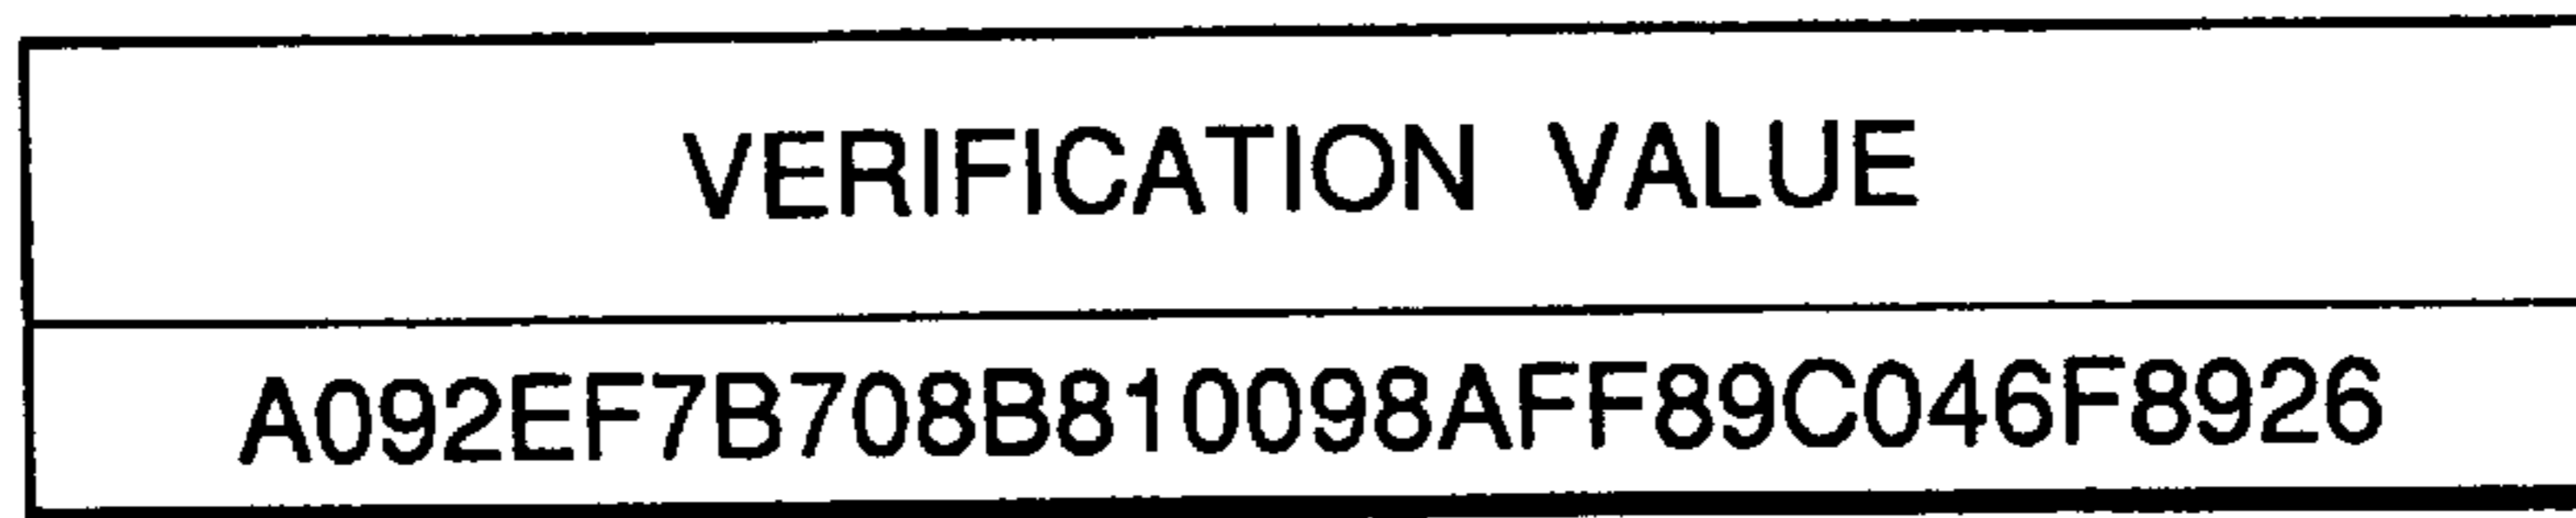 VERIFICATION VALUE
A092EF7B708B810098AFF89C046F8926